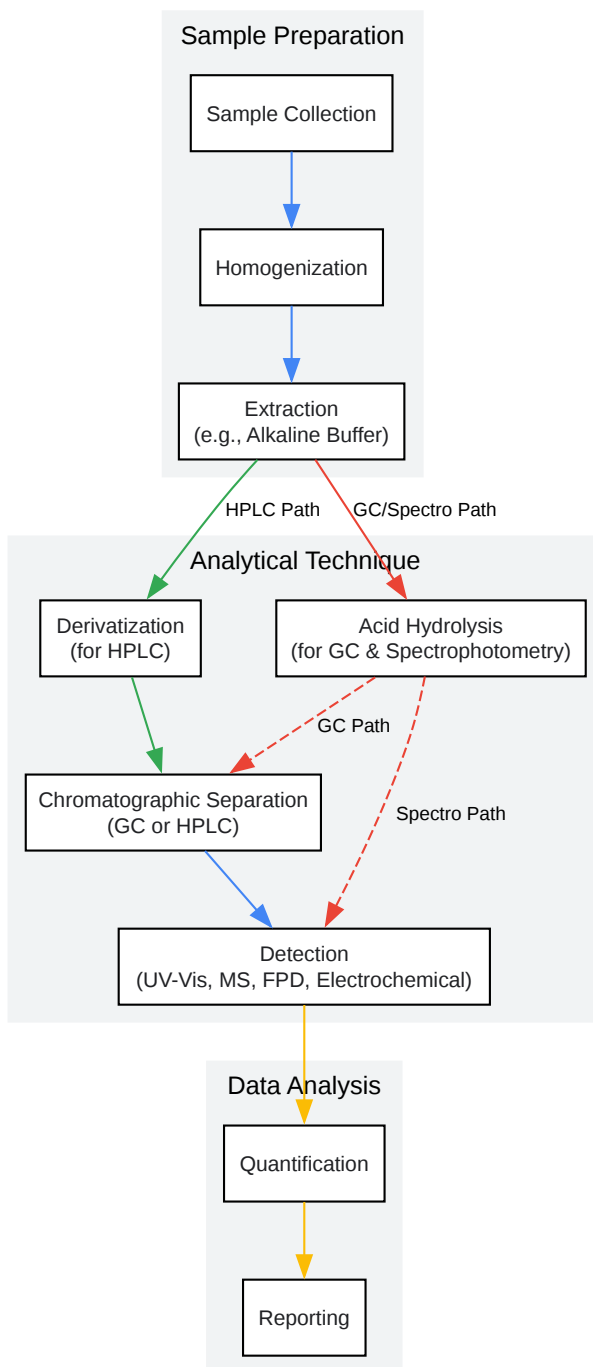 Sample Preparation
Sample Collection
Homogenization
Extraction
(e.g., Alkaline Buffer)
HPLC Path
GC/Spectro Path
Analytical Technique
Derivatization
(for HPLC)
Acid Hydrolysis
(for GC & Spectrophotometry)
GC Path
Chromatographic Separation
(GC or HPLC)
Spectro Path
Detection
(UV-Vis, MS, FPD, Electrochemical)
Data Analysis
Quantification
Reporting